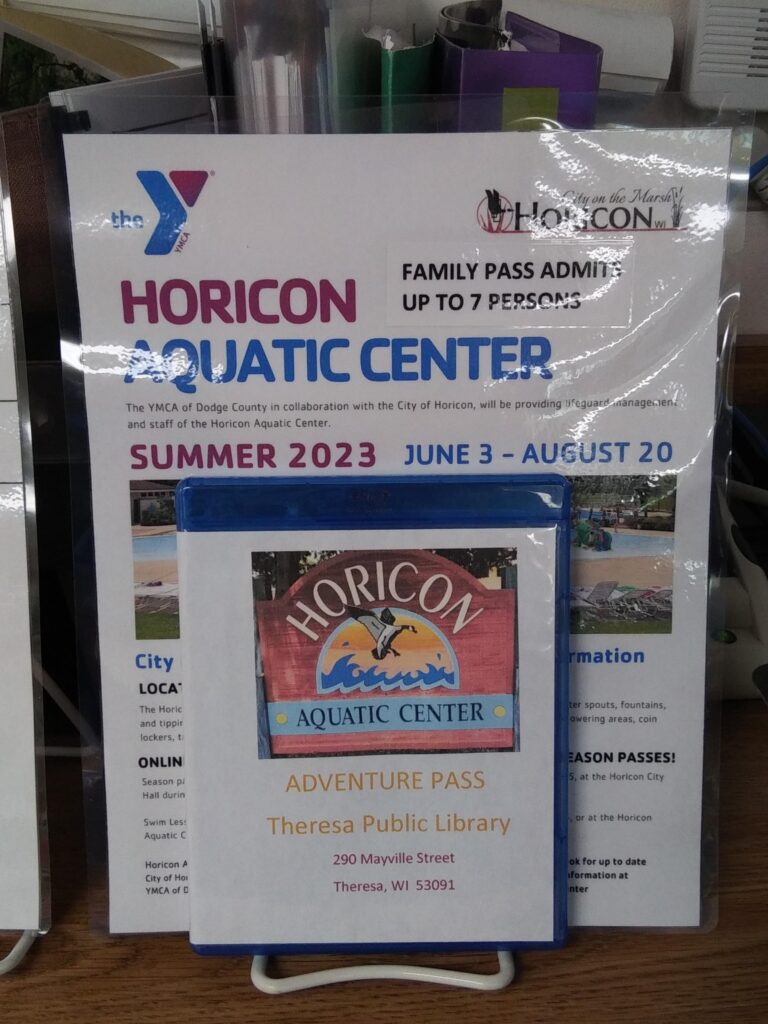 the
YMCA
City on the Marsh
HORICON WI
FAMILY PASS ADMITS
UP TO 7 PERSONS
HORICON
AQUATIC CENTER
The YMCA of Dodge County in collaboration with the City of Horicon, will be providing lifeguard management
and staff of the Horicon Aquatic Center.
SUMMER 2023 JUNE 3 – AUGUST 20
HORICON
AQUATIC CENTER
ADVENTURE PASS
Theresa Public Library
290 Mayville Street
Theresa, WI 53091
City
LOCAT
The Horic
and tippin
lockers, t
ONLIN
Season pa
Hall durin
Swim Less
Aquatic C
Horicon A
City of Ho
YMCA of D
rmation
ter spouts, fountains,
owering areas, coin
EASON PASSES!
5, at the Horicon City
, or at the Horicon
ok for up to date
nformation at
nter